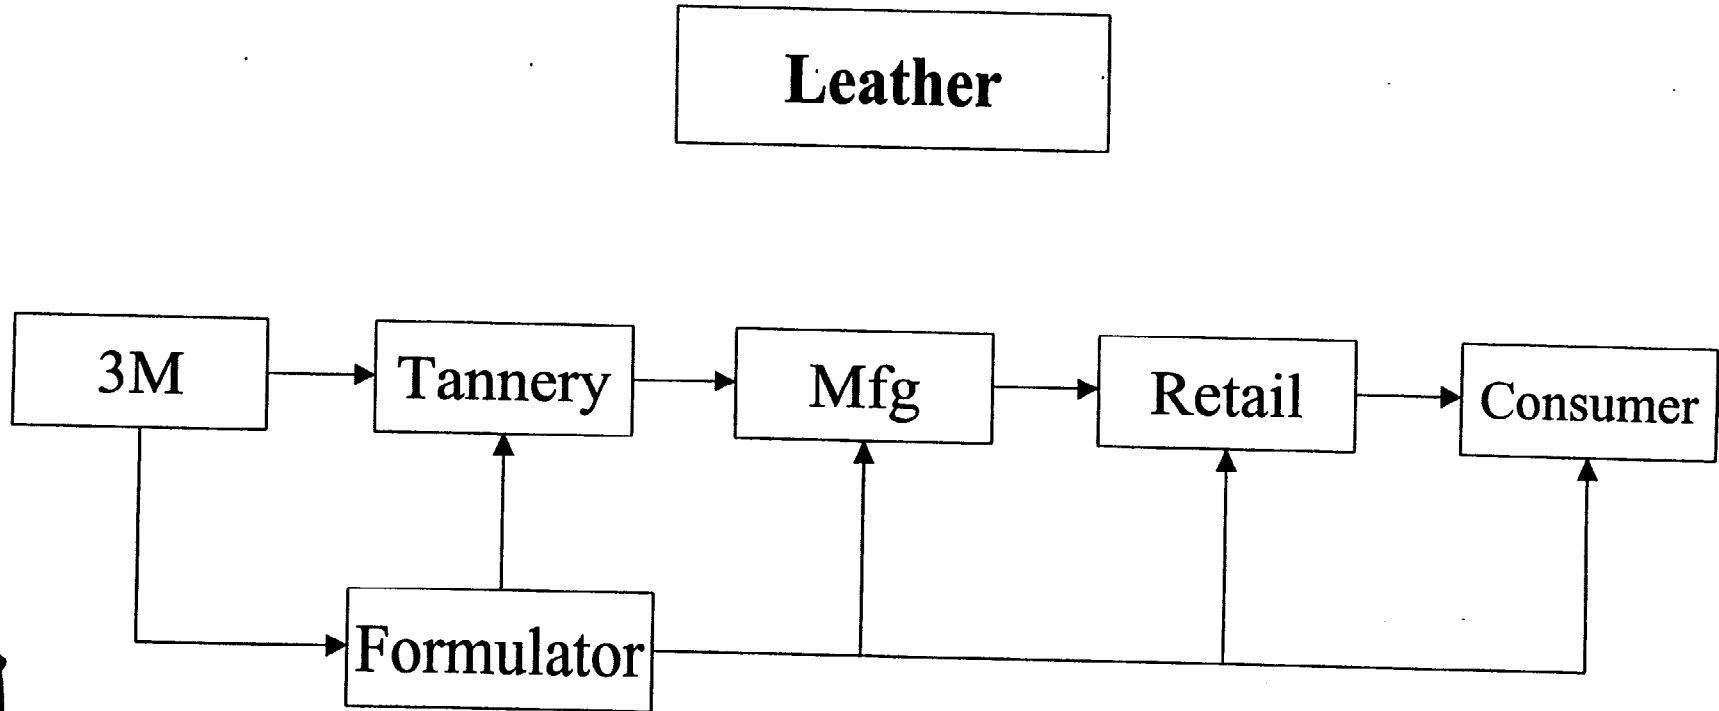 Leather
3M
Tannery
Mfg
Retail
Consumer
Formulator